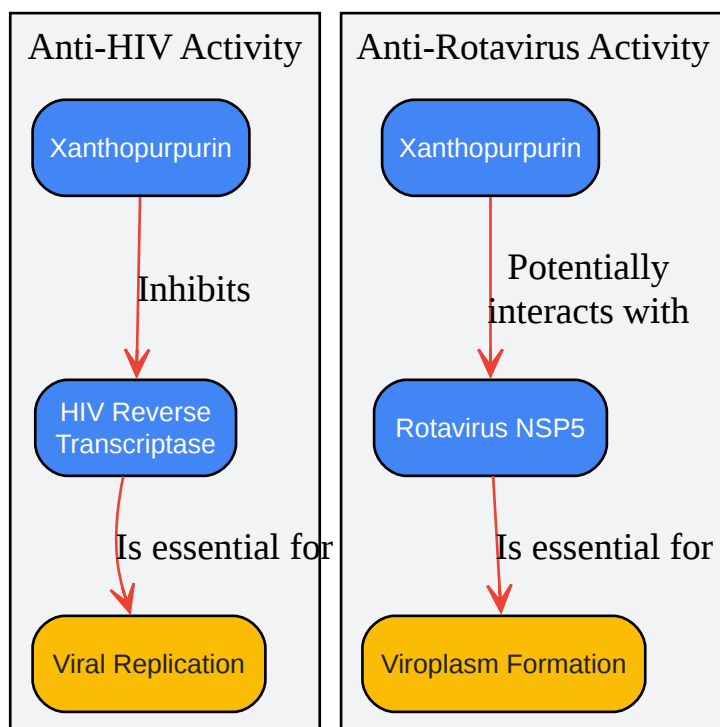 Anti-HIV Activity
Xanthopurpurin
Inhibits
HIV Reverse
Transcriptase
Is essential for
Viral Replication
Anti-Rotavirus Activity
Xanthopurpurin
Potentially
interacts with
Rotavirus NSP5
Is essential for
Viroplasm Formation